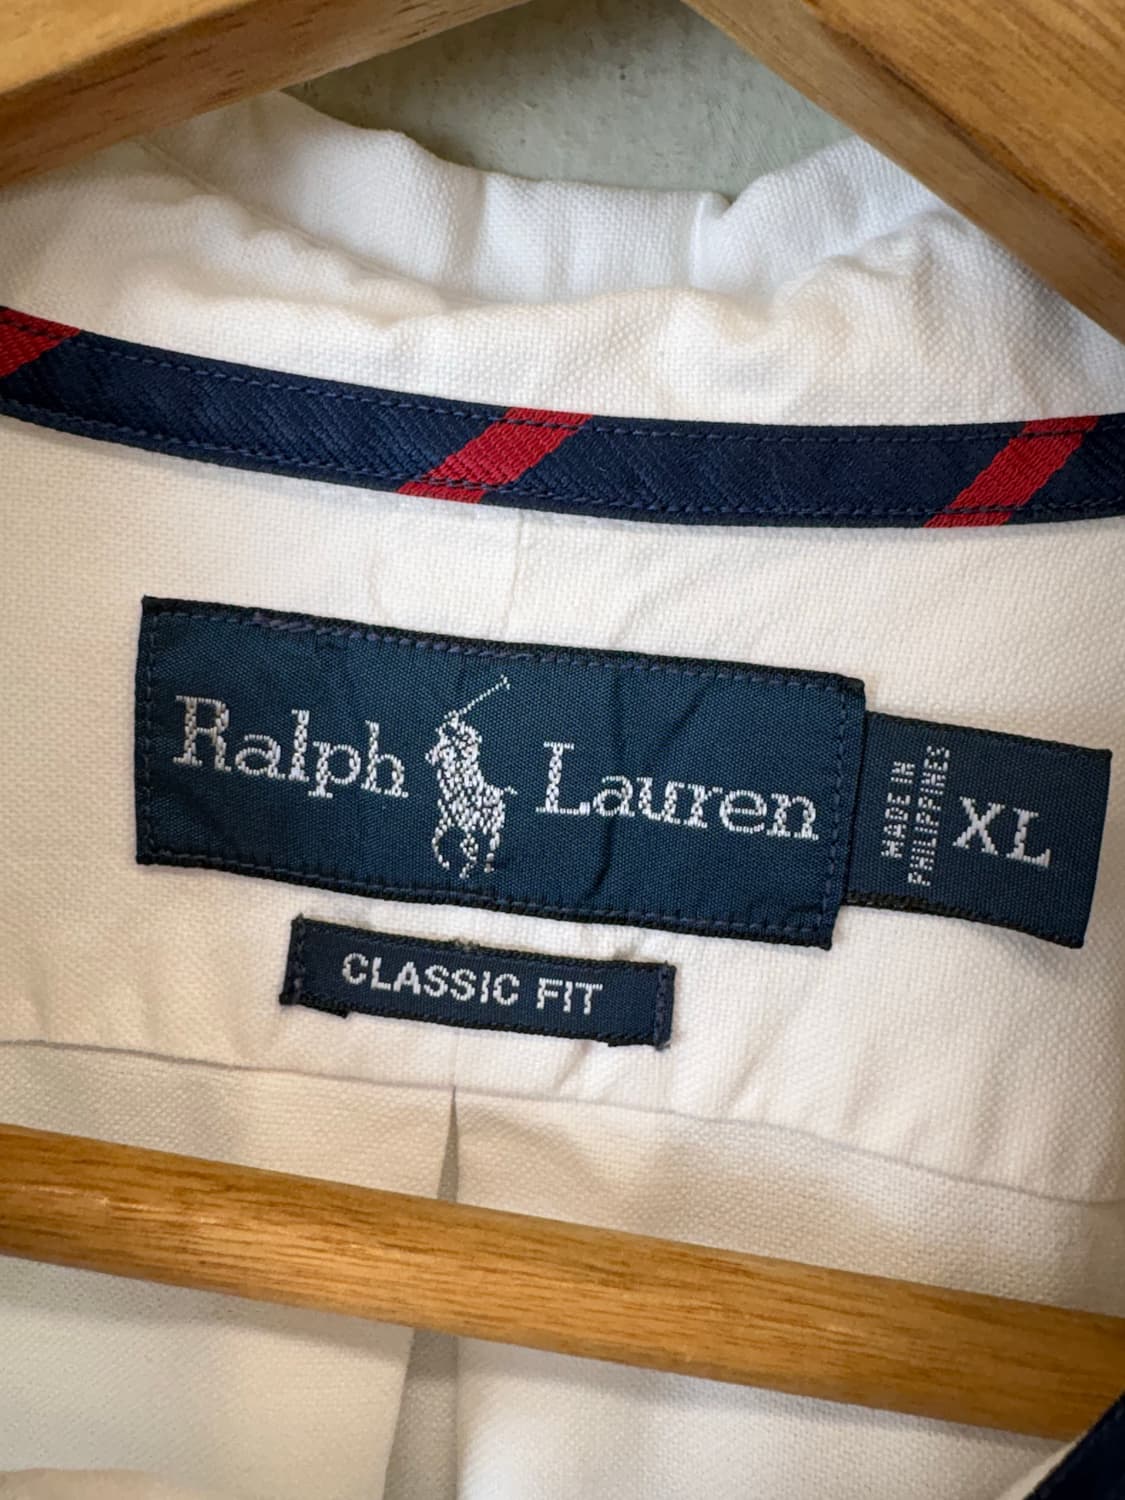 Ralph Lauren
MADE IN
PHILIPPINES
XL
CLASSIC FIT